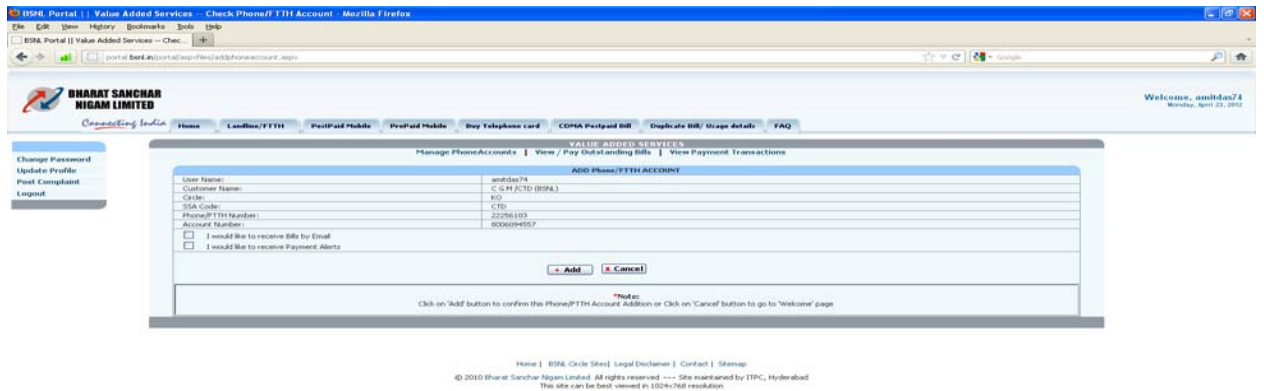 BSNL Portal || Value Added Services -- Check Phone/FTTH Account - Mozilla Firefox
File Edit View History Bookmarks Tools Help
BSNL Portal || Value Added Services -- Chec...
portal.bsnl.in/portal/aspxfiles/addphoneaccount.aspx
Google
BHARAT SANCHAR
NIGAM LIMITED
Connecting India
Welcome, amitdas74
Monday, April 23, 2012
Home Landline/FTTH PostPaid Mobile PrePaid Mobile Buy Telephone card CDMA Postpaid Bill Duplicate Bill/ Usage details FAQ
VALUE ADDED SERVICES
Manage PhoneAccounts | View / Pay Outstanding Bills | View Payment Transactions
Change Password
Update Profile
Post Complaint
Logout
ADD Phone/FTTH ACCOUNT
User Name: amitdas74
Customer Name: C G M /CTD (BSNL)
Circle: KO
SSA Code: CTD
Phone/FTTH Number: 22256103
Account Number: 8006094557
I would like to receive Bills by Email
I would like to receive Payment Alerts
+ Add x Cancel
*Note:
Click on 'Add' button to confirm this Phone/FTTH Account Addition or Click on 'Cancel' button to go to 'Welcome' page
Home | BSNL Circle Sites| Legal Disclaimer | Contact | Sitemap
© 2010 Bharat Sanchar Nigam Limited. All rights reserved --- Site maintained by ITPC, Hyderabad
This site can be best viewed in 1024x768 resolution